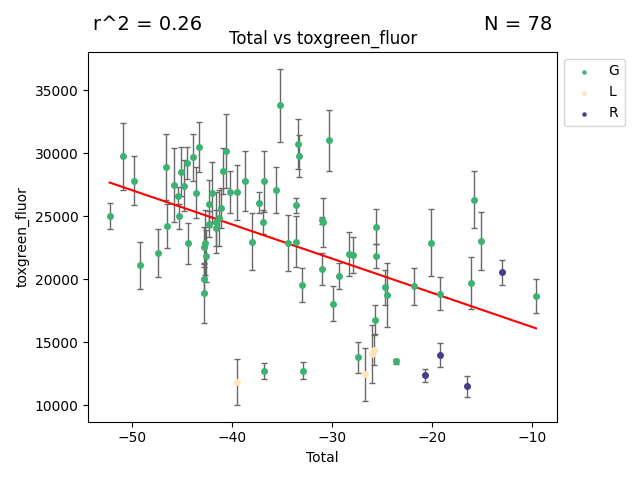 r^2 = 0.26
N = 78
Total vs toxgreen_fluor
G
L
R
35000
30000
25000
20000
15000
10000
toxgreen_fluor
−50
−40
−30
−20
−10
Total